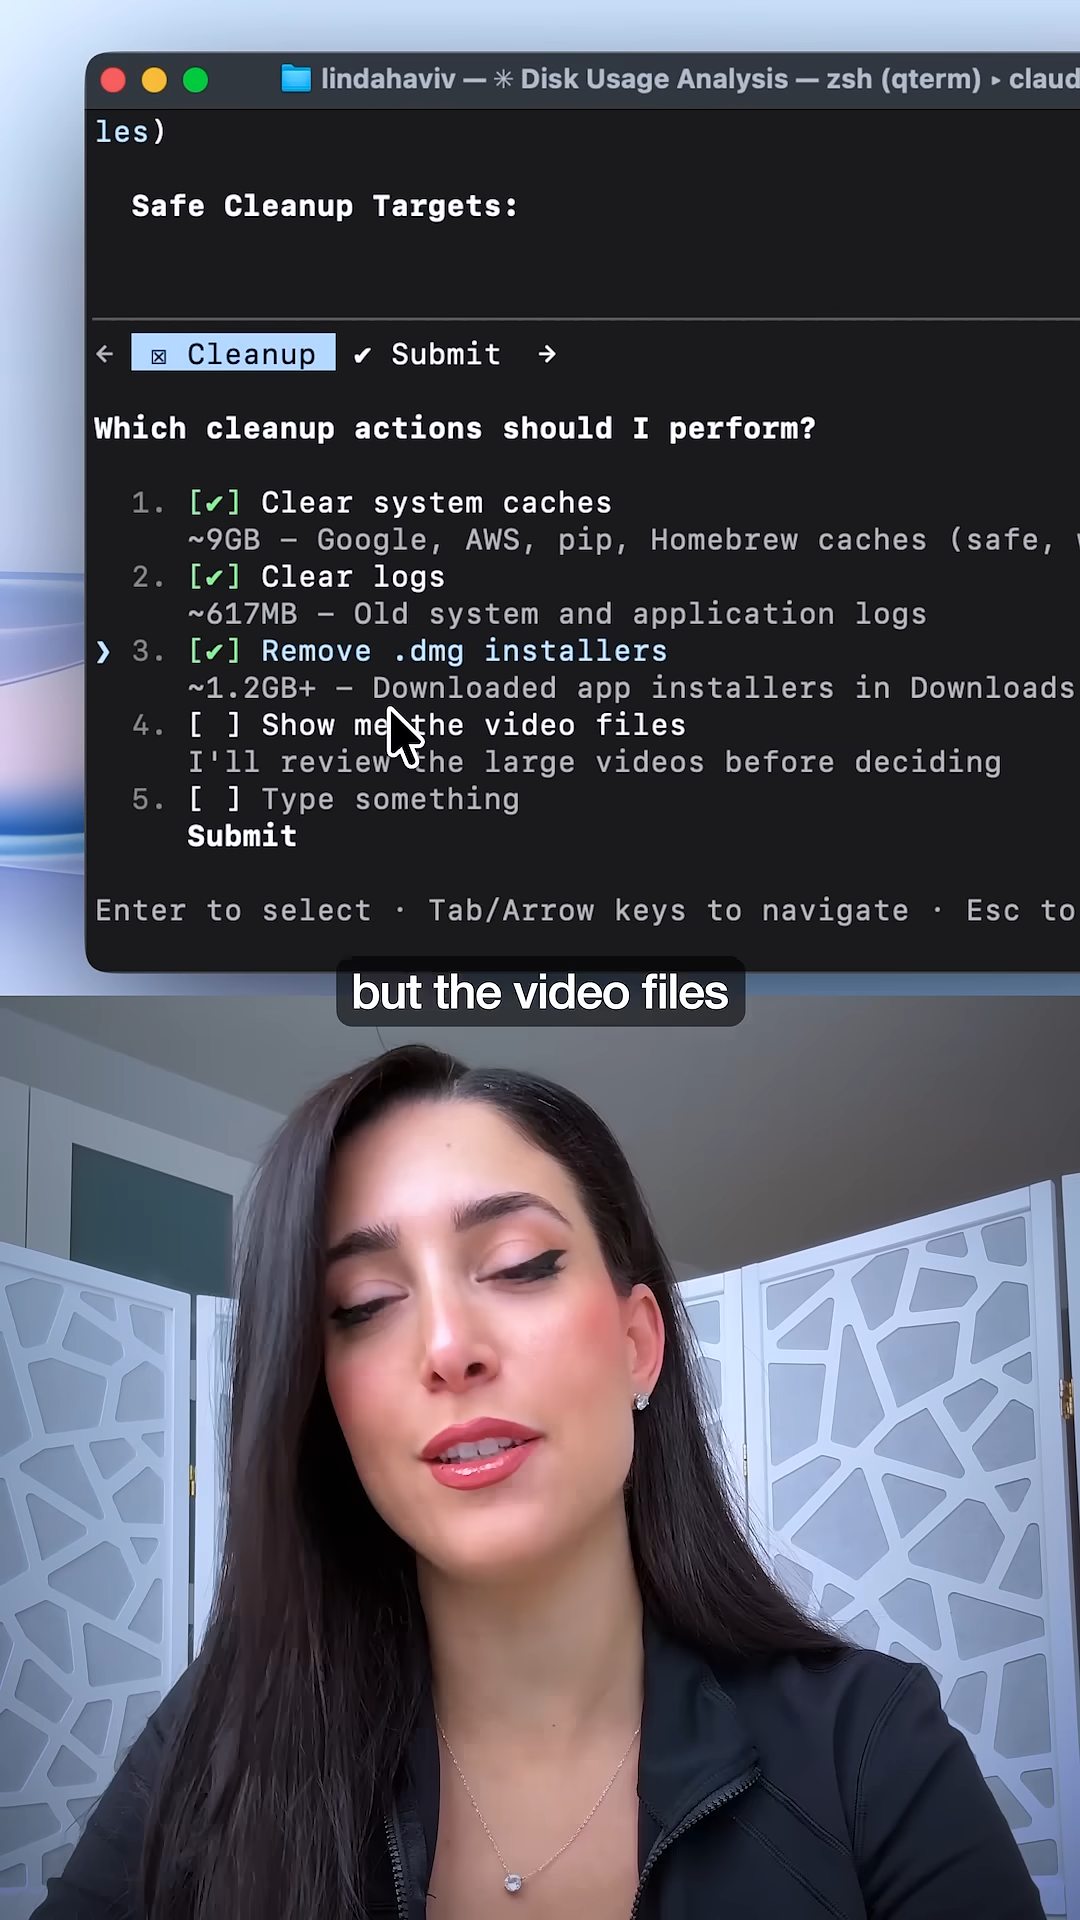 lindahaviv — ✳ Disk Usage Analysis — zsh (qterm) ▸ claud
les)
Safe Cleanup Targets:
← ☒ Cleanup ✔ Submit →
Which cleanup actions should I perform?
1. [✔] Clear system caches
~9GB – Google, AWS, pip, Homebrew caches (safe,
2. [✔] Clear logs
~617MB – Old system and application logs
❯ 3. [✔] Remove .dmg installers
~1.2GB+ – Downloaded app installers in Downloads
4. [ ] Show me the video files
I'll review the large videos before deciding
5. [ ] Type something
Submit
Enter to select · Tab/Arrow keys to navigate · Esc to
but the video files